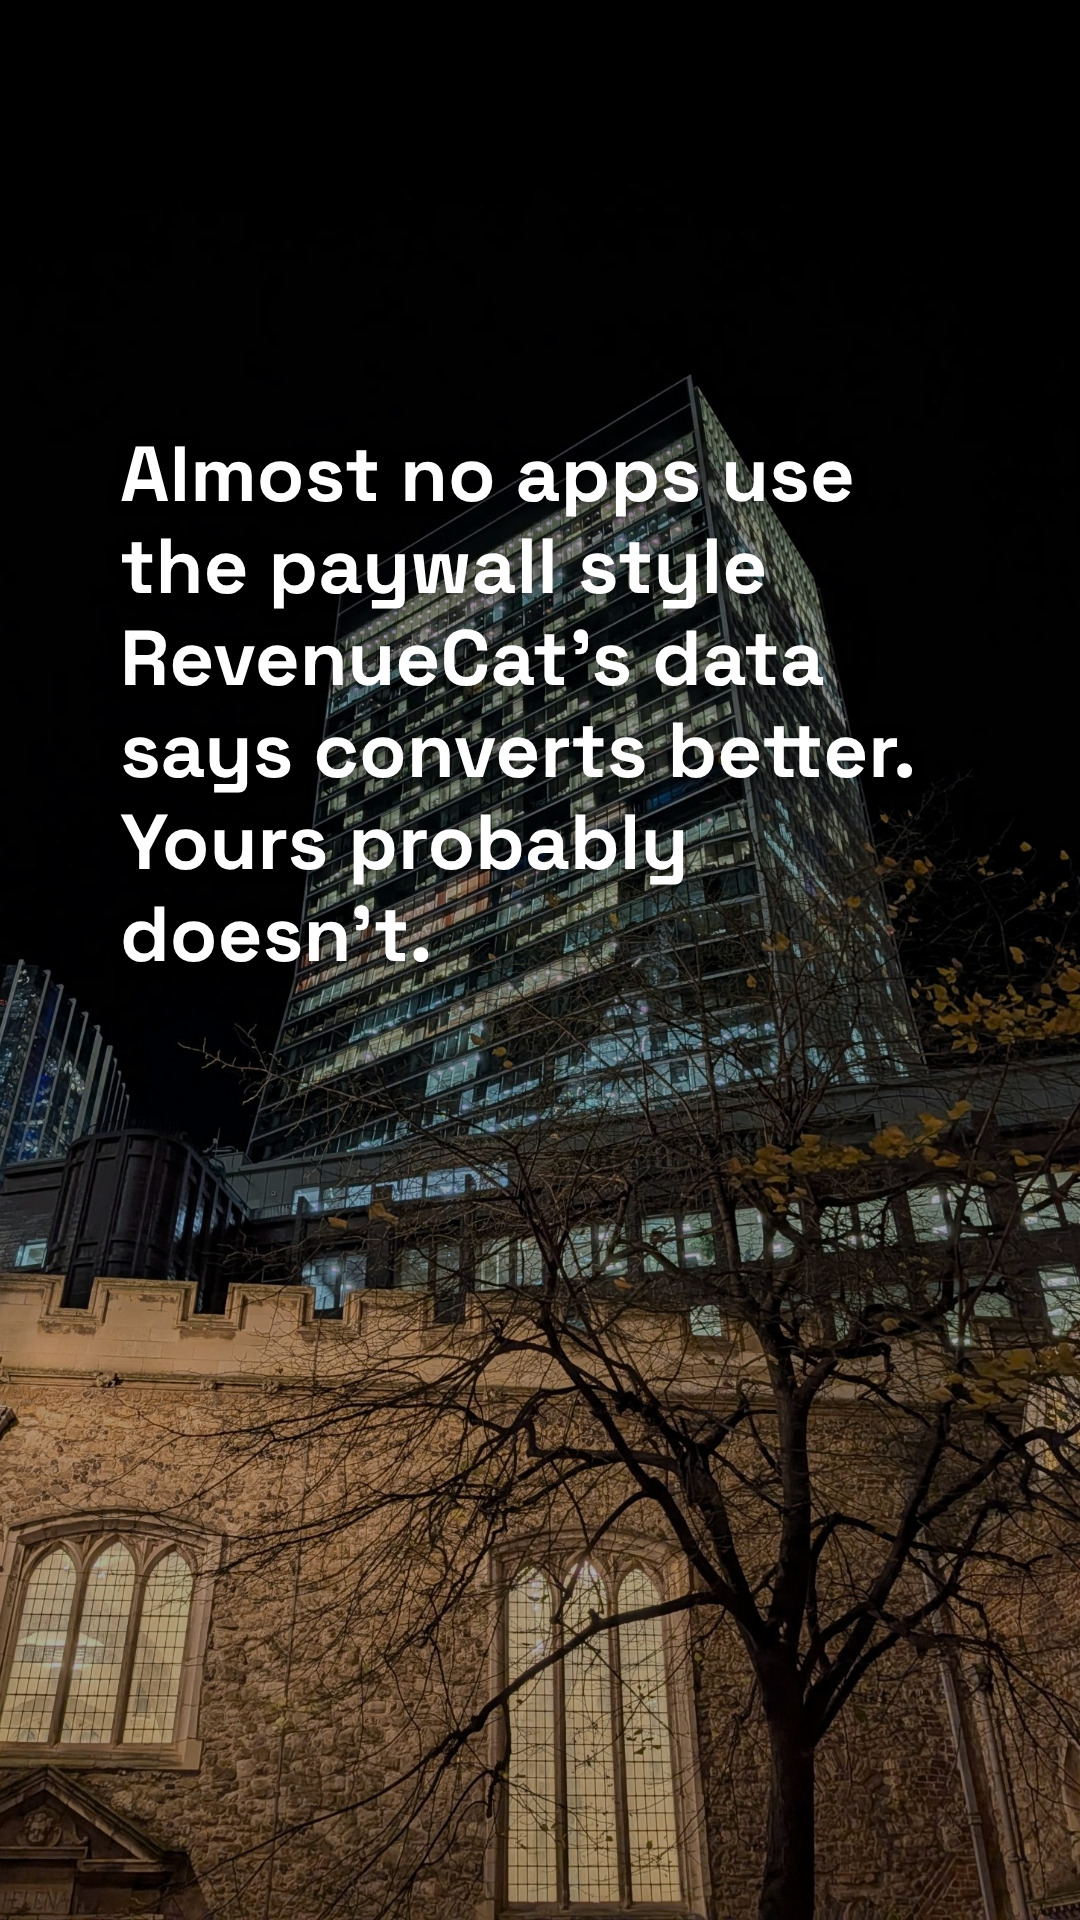 Almost no apps use
the paywall style
RevenueCat’s data
says converts better.
Yours probably
doesn’t.